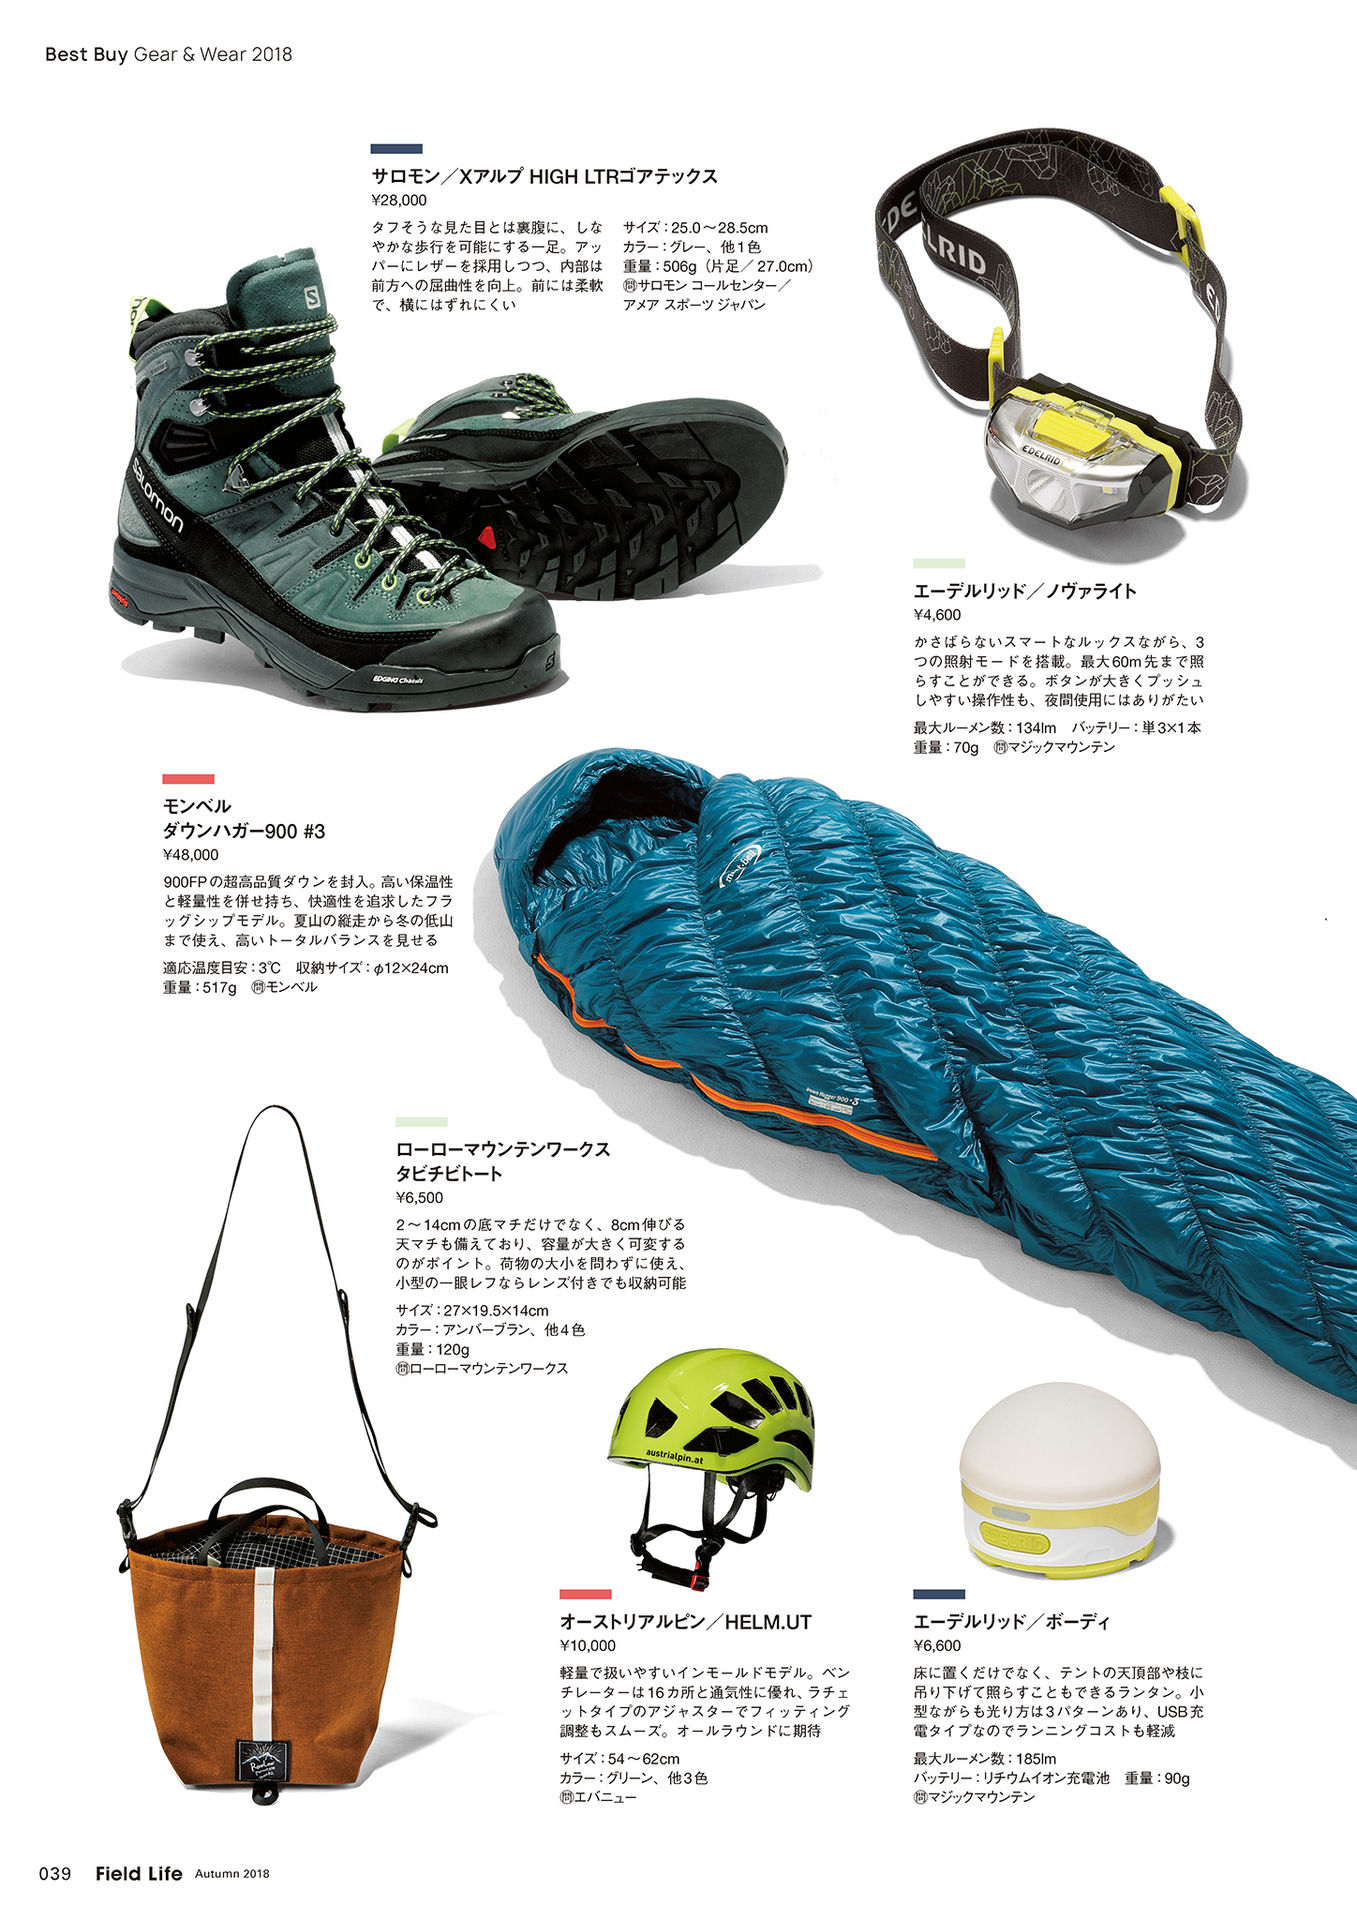 Best Buy Gear & Wear 2018
サロモン／Xアルプ HIGH LTRゴアテックス
¥28,000
タフそうな見た目とは裏腹に、しな
やかな歩行を可能にする一足。アッ
パーにレザーを採用しつつ、内部は
前方への屈曲性を向上。前には柔軟
で、横にはずれにくい
サイズ：25.0〜28.5cm
カラー：グレー、他1色
重量：506g（片足／27.0cm）
㉄サロモン コールセンター／
アメア スポーツ ジャパン
salomon
EDGING Chassis
EDELRID
EDELRID
エーデルリッド／ノヴァライト
¥4,600
かさばらないスマートなルックスながら、3
つの照射モードを搭載。最大60m先まで照
らすことができる。ボタンが大きくプッシュ
しやすい操作性も、夜間使用にはありがたい
最大ルーメン数：134lm　バッテリー：単3×1本
重量：70g　㉄マジックマウンテン
モンベル
ダウンハガー900 #3
¥48,000
900FPの超高品質ダウンを封入。高い保温性
と軽量性を併せ持ち、快適性を追求したフラ
ッグシップモデル。夏山の縦走から冬の低山
まで使え、高いトータルバランスを見せる
適応温度目安：3℃　収納サイズ：φ12×24cm
重量：517g　㉄モンベル
mont-bell
Down Hugger 900 #3
ローローマウンテンワークス
タビチビトート
¥6,500
2〜14cmの底マチだけでなく、8cm伸びる
天マチも備えており、容量が大きく可変する
のがポイント。荷物の大小を問わずに使え、
小型の一眼レフならレンズ付きでも収納可能
サイズ：27×19.5×14cm
カラー：アンバーブラン、他4色
重量：120g
㉄ローローマウンテンワークス
austrialpin.at
オーストリアルピン／HELM.UT
¥10,000
軽量で扱いやすいインモールドモデル。ベン
チレーターは16カ所と通気性に優れ、ラチェ
ットタイプのアジャスターでフィッティング
調整もスムーズ。オールラウンドに期待
サイズ：54〜62cm
カラー：グリーン、他3色
㉄エバニュー
EDELRID
エーデルリッド／ボーディ
¥6,600
床に置くだけでなく、テントの天頂部や枝に
吊り下げて照らすこともできるランタン。小
型ながらも光り方は3パターンあり、USB充
電タイプなのでランニングコストも軽減
最大ルーメン数：185lm
バッテリー：リチウムイオン充電池　重量：90g
㉄マジックマウンテン
039 Field Life Autumn 2018